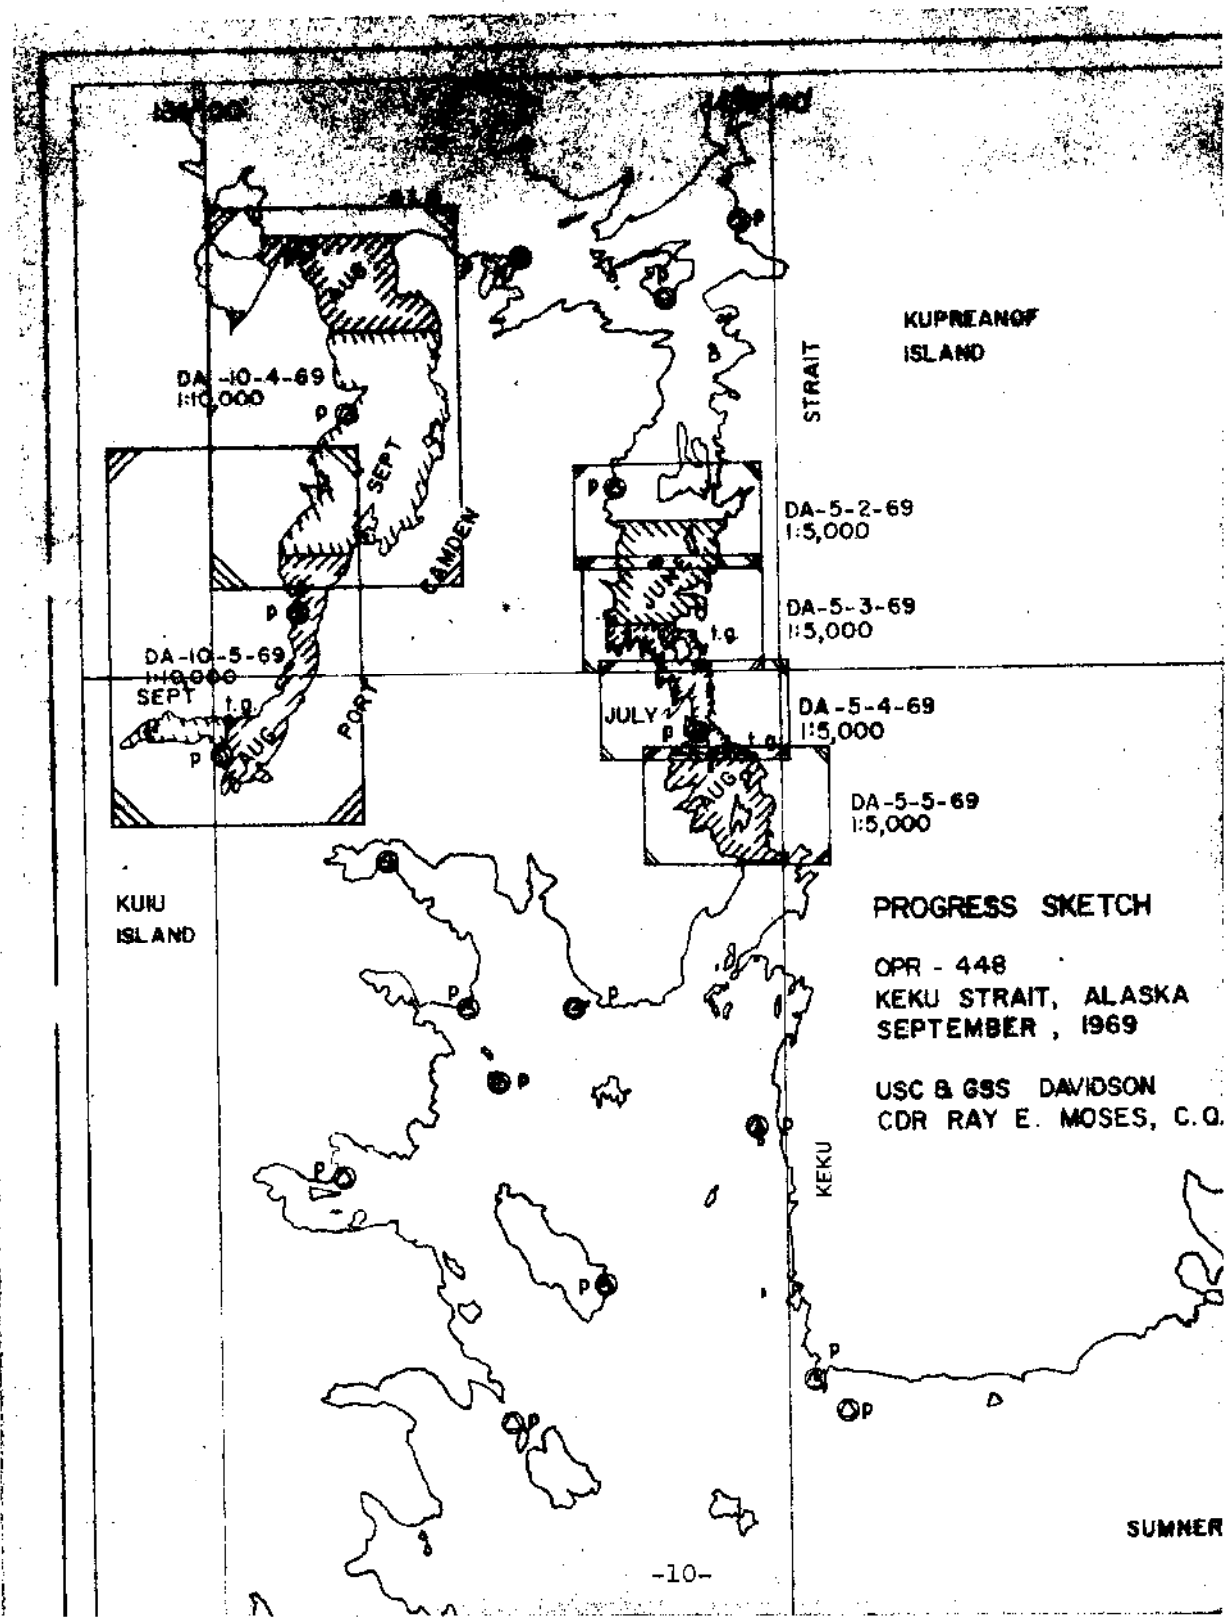 KUPREANOF
ISLAND
STRAIT
DA-10-4-69
1:10,000
AUG
P
P
P
SEPT
CAMDEN
P
DA-5-2-69
1:5,000
JUNE
DA-5-3-69
1:5,000
t.g.
P
DA-10-5-69
1:10,000
SEPT
t.g.
PORT
P
AUG
JULY
P
t.g.
DA-5-4-69
1:5,000
AUG
DA-5-5-69
1:5,000
KUIU
ISLAND
PROGRESS SKETCH
OPR - 448
KEKU STRAIT, ALASKA
SEPTEMBER, 1969
USC & GSS DAVIDSON
CDR RAY E. MOSES, C.O.
P
P
P
P
KEKU
P
P
P
P
P
SUMNER
-10-